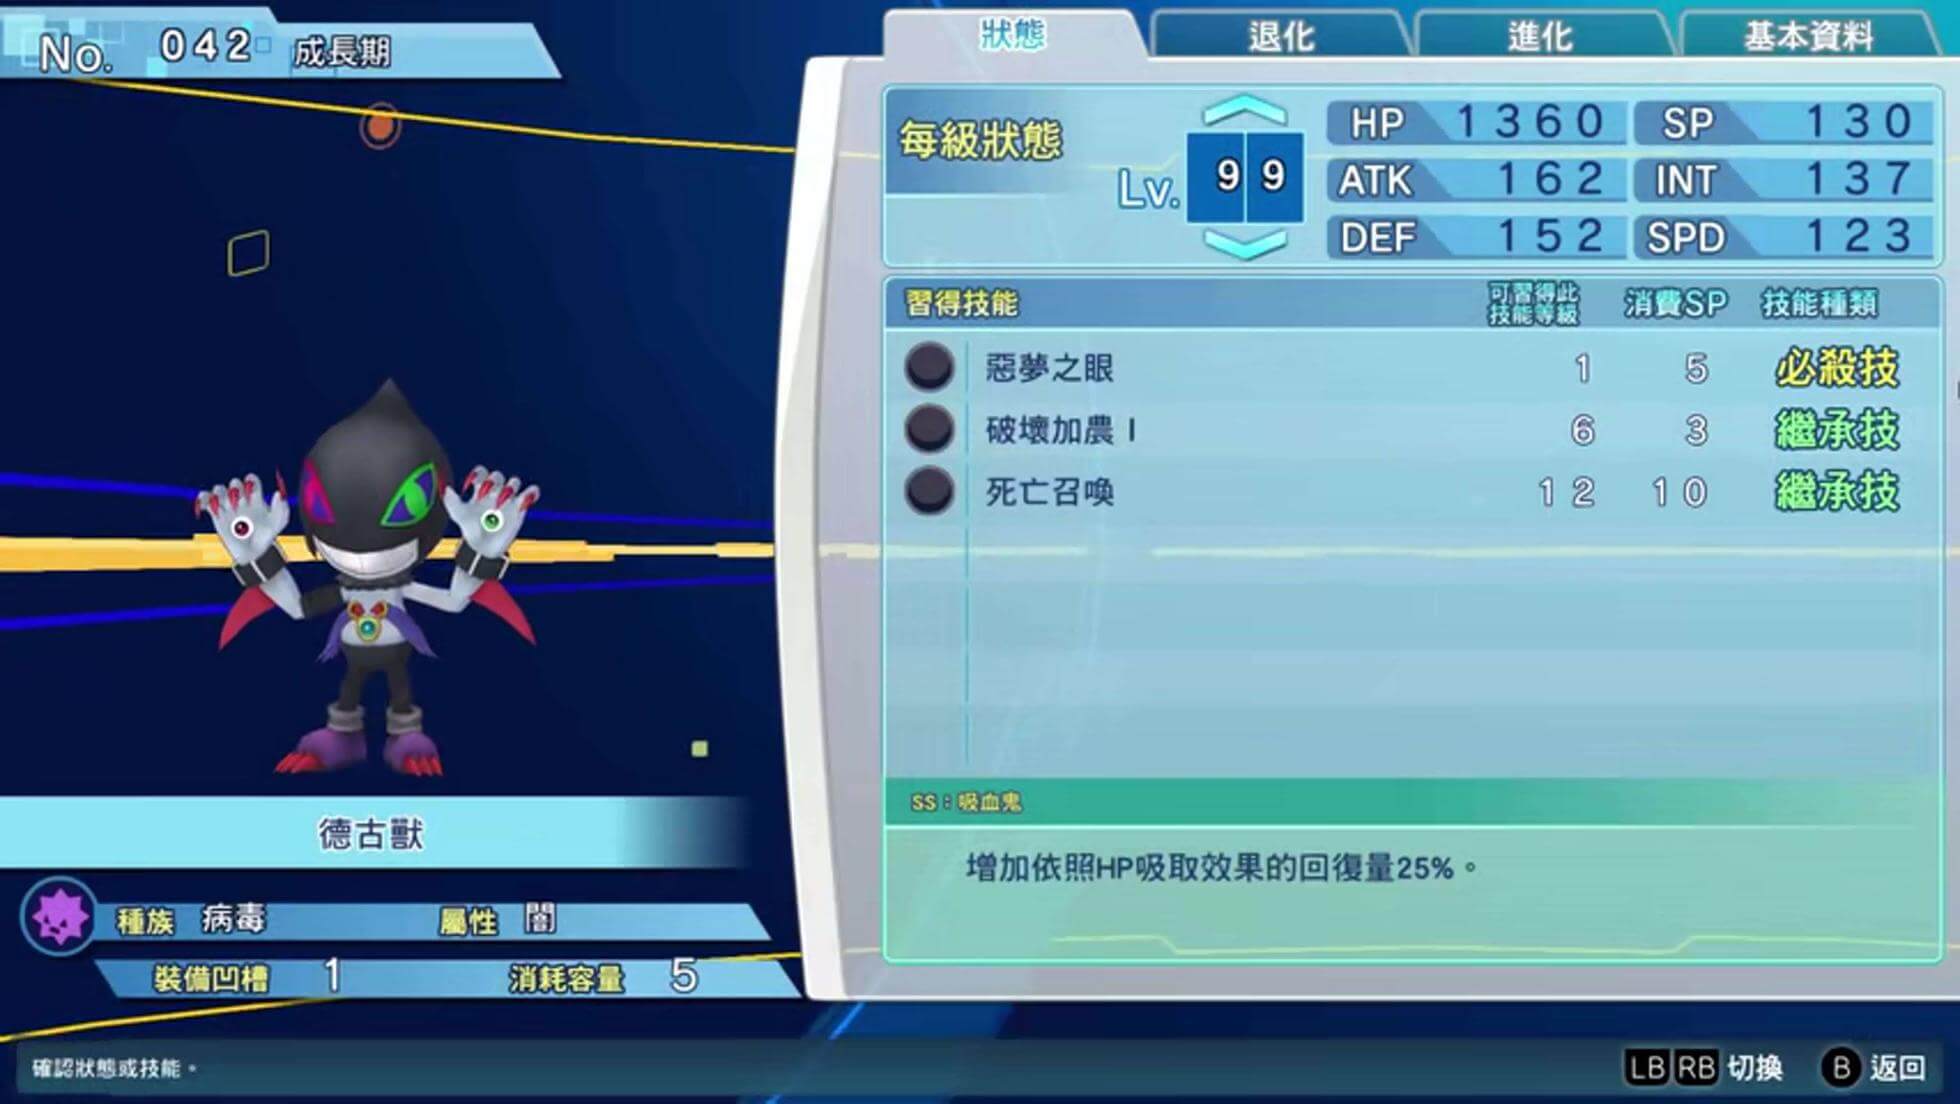 No. 042 成長期
狀態 退化 進化 基本資料
每級狀態
Lv. 99
HP 1360 SP 130
ATK 162 INT 137
DEF 152 SPD 123
習得技能 可習得此技能等級 消費SP 技能種類
惡夢之眼 1 5 必殺技
破壞加農 I 6 3 繼承技
死亡召喚 12 10 繼承技
SS：吸血鬼
增加依照HP吸取效果的回復量25%。
德古獸
種族 病毒 屬性 闇
裝備凹槽 1 消耗容量 5
確認狀態或技能。
LB RB 切換 B 返回